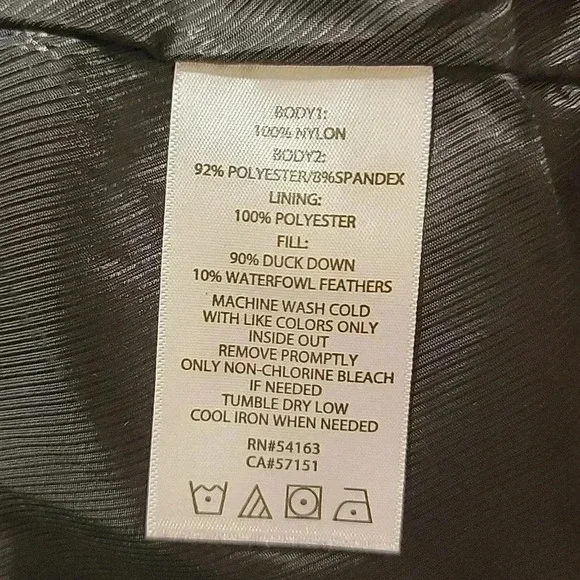 BODY1:
100% NYLON
BODY2:
92% POLYESTER/8%SPANDEX
LINING:
100% POLYESTER
FILL:
90% DUCK DOWN
10% WATERFOWL FEATHERS
MACHINE WASH COLD
WITH LIKE COLORS ONLY
INSIDE OUT
REMOVE PROMPTLY
ONLY NON-CHLORINE BLEACH
IF NEEDED
TUMBLE DRY LOW
COOL IRON WHEN NEEDED
RN#54163
CA#57151